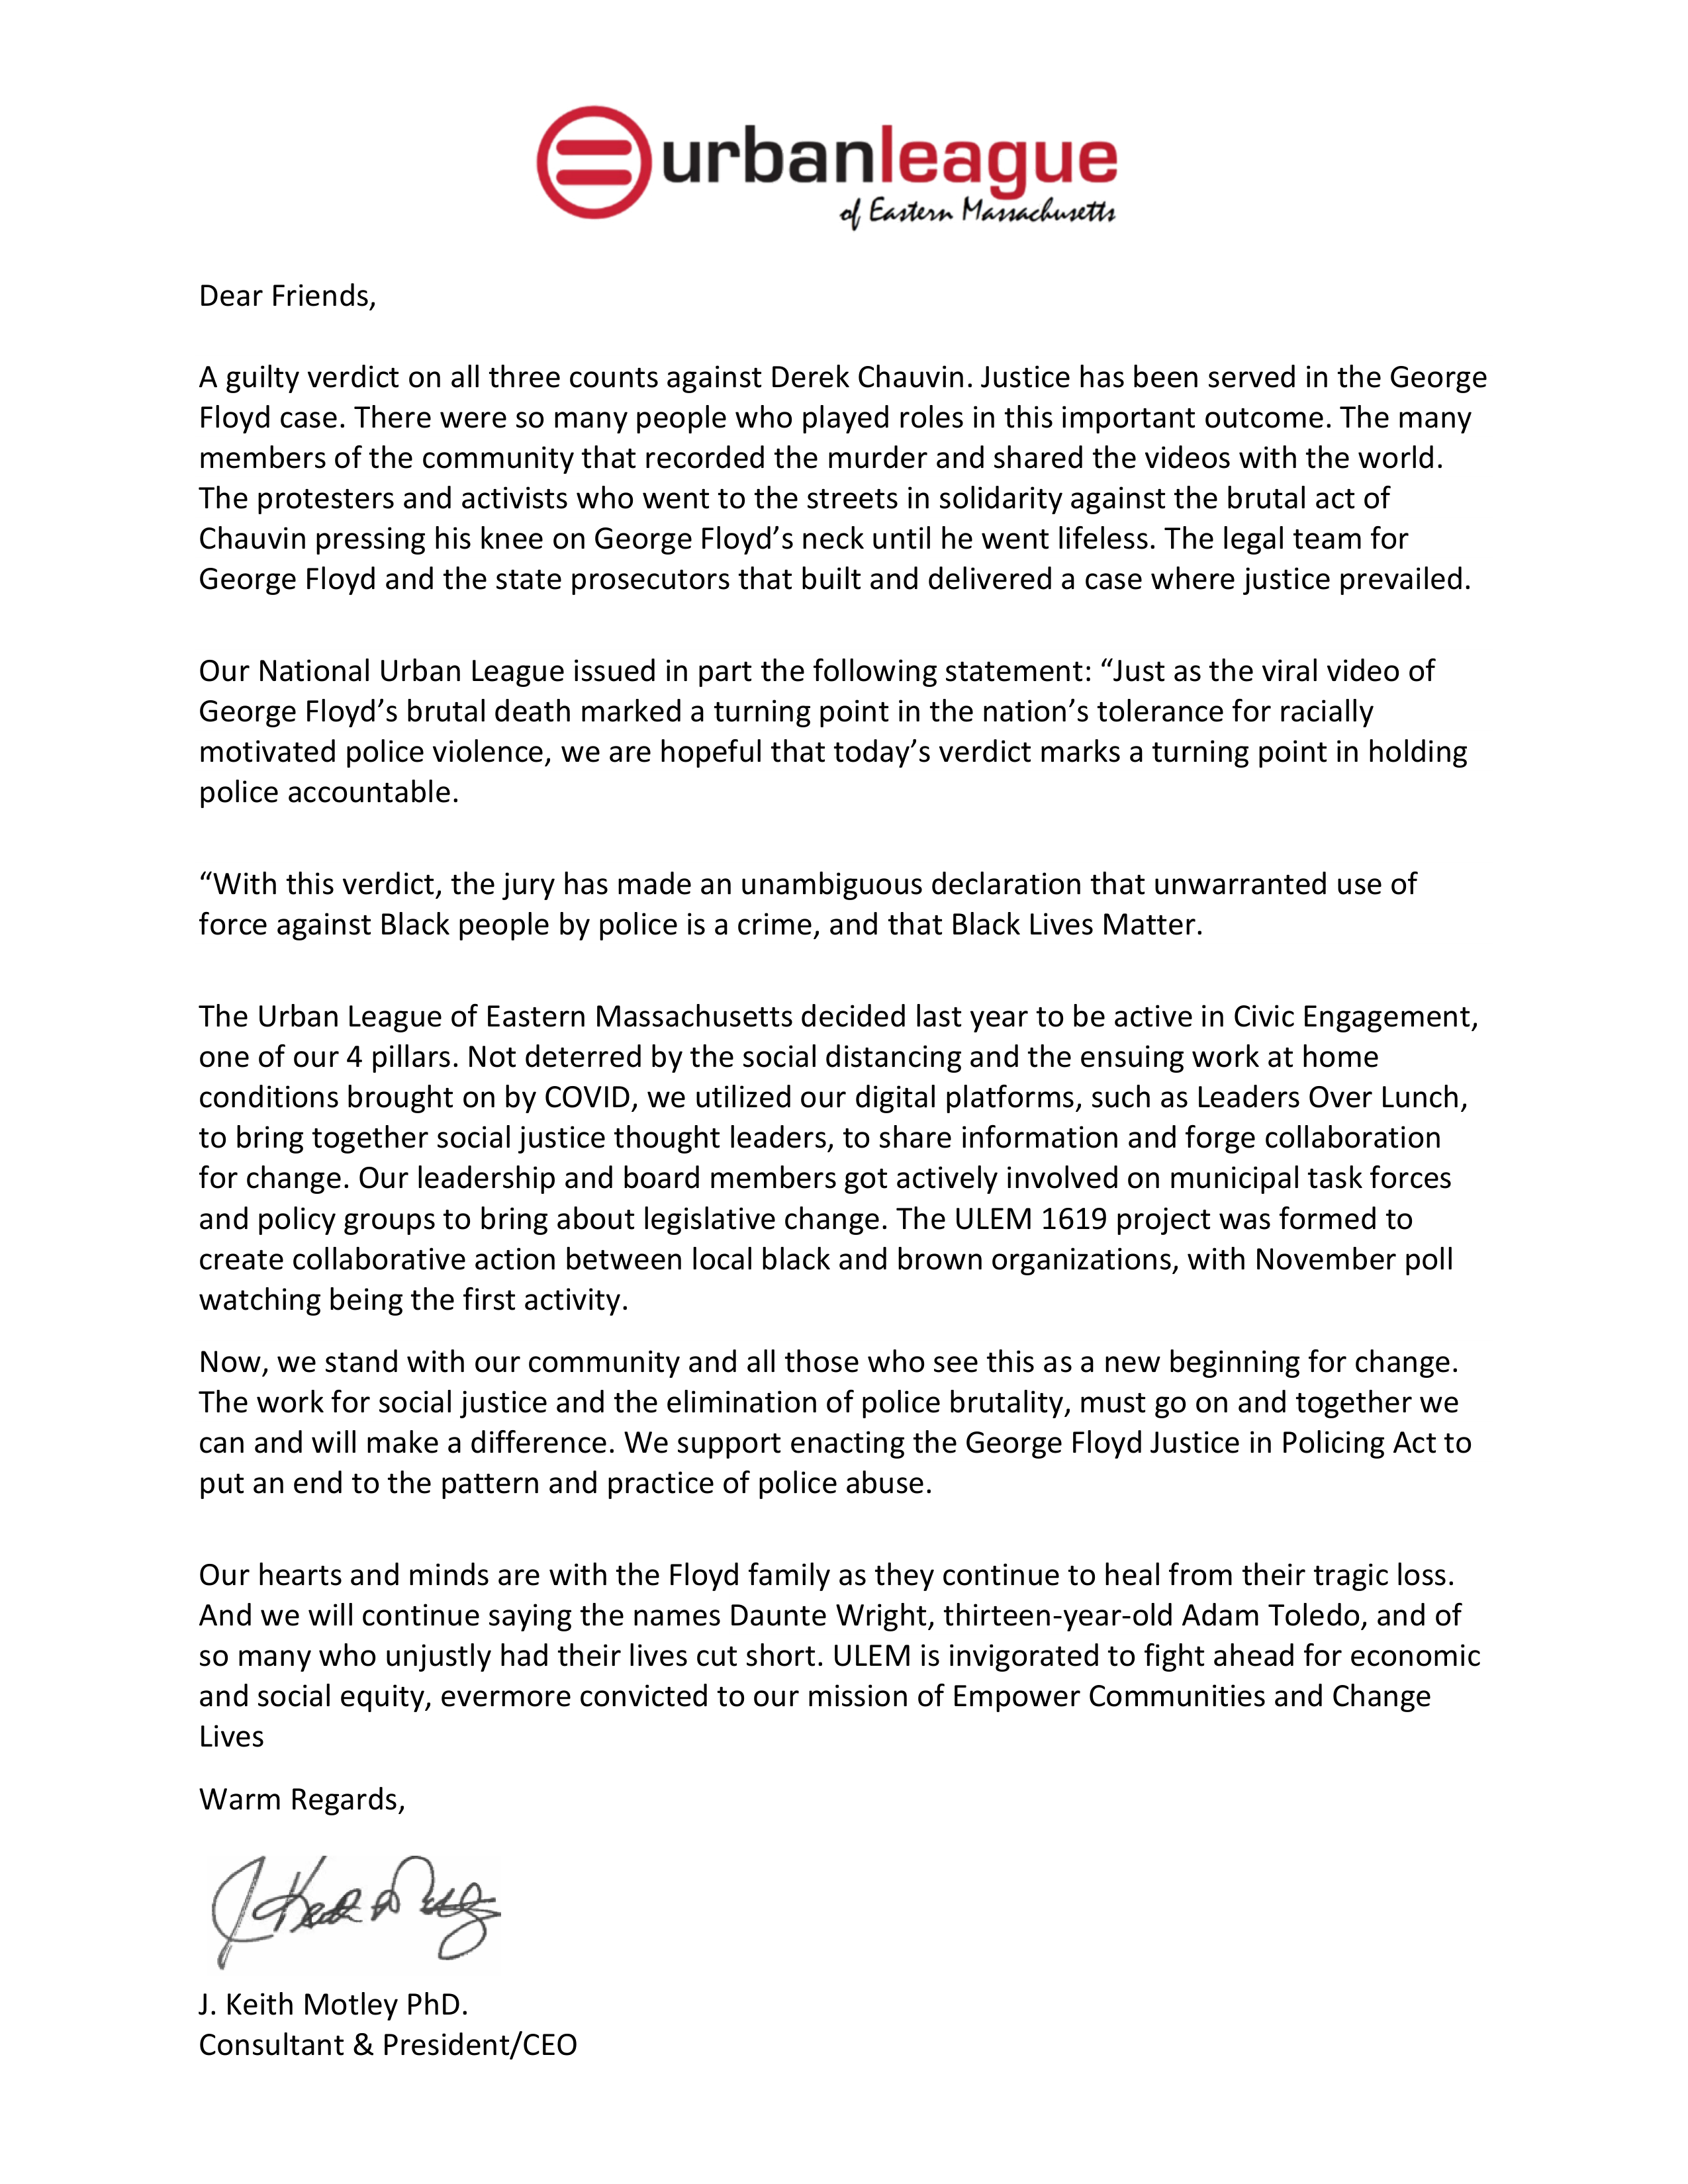 urbanleague
of Eastern Massachusetts
Dear Friends,
A guilty verdict on all three counts against Derek Chauvin. Justice has been served in the George
Floyd case. There were so many people who played roles in this important outcome. The many
members of the community that recorded the murder and shared the videos with the world.
The protesters and activists who went to the streets in solidarity against the brutal act of
Chauvin pressing his knee on George Floyd’s neck until he went lifeless. The legal team for
George Floyd and the state prosecutors that built and delivered a case where justice prevailed.
Our National Urban League issued in part the following statement: “Just as the viral video of
George Floyd’s brutal death marked a turning point in the nation’s tolerance for racially
motivated police violence, we are hopeful that today’s verdict marks a turning point in holding
police accountable.
“With this verdict, the jury has made an unambiguous declaration that unwarranted use of
force against Black people by police is a crime, and that Black Lives Matter.
The Urban League of Eastern Massachusetts decided last year to be active in Civic Engagement,
one of our 4 pillars. Not deterred by the social distancing and the ensuing work at home
conditions brought on by COVID, we utilized our digital platforms, such as Leaders Over Lunch,
to bring together social justice thought leaders, to share information and forge collaboration
for change. Our leadership and board members got actively involved on municipal task forces
and policy groups to bring about legislative change. The ULEM 1619 project was formed to
create collaborative action between local black and brown organizations, with November poll
watching being the first activity.
Now, we stand with our community and all those who see this as a new beginning for change.
The work for social justice and the elimination of police brutality, must go on and together we
can and will make a difference. We support enacting the George Floyd Justice in Policing Act to
put an end to the pattern and practice of police abuse.
Our hearts and minds are with the Floyd family as they continue to heal from their tragic loss.
And we will continue saying the names Daunte Wright, thirteen-year-old Adam Toledo, and of
so many who unjustly had their lives cut short. ULEM is invigorated to fight ahead for economic
and social equity, evermore convicted to our mission of Empower Communities and Change
Lives
Warm Regards,
J. Keith Motley PhD.
Consultant & President/CEO